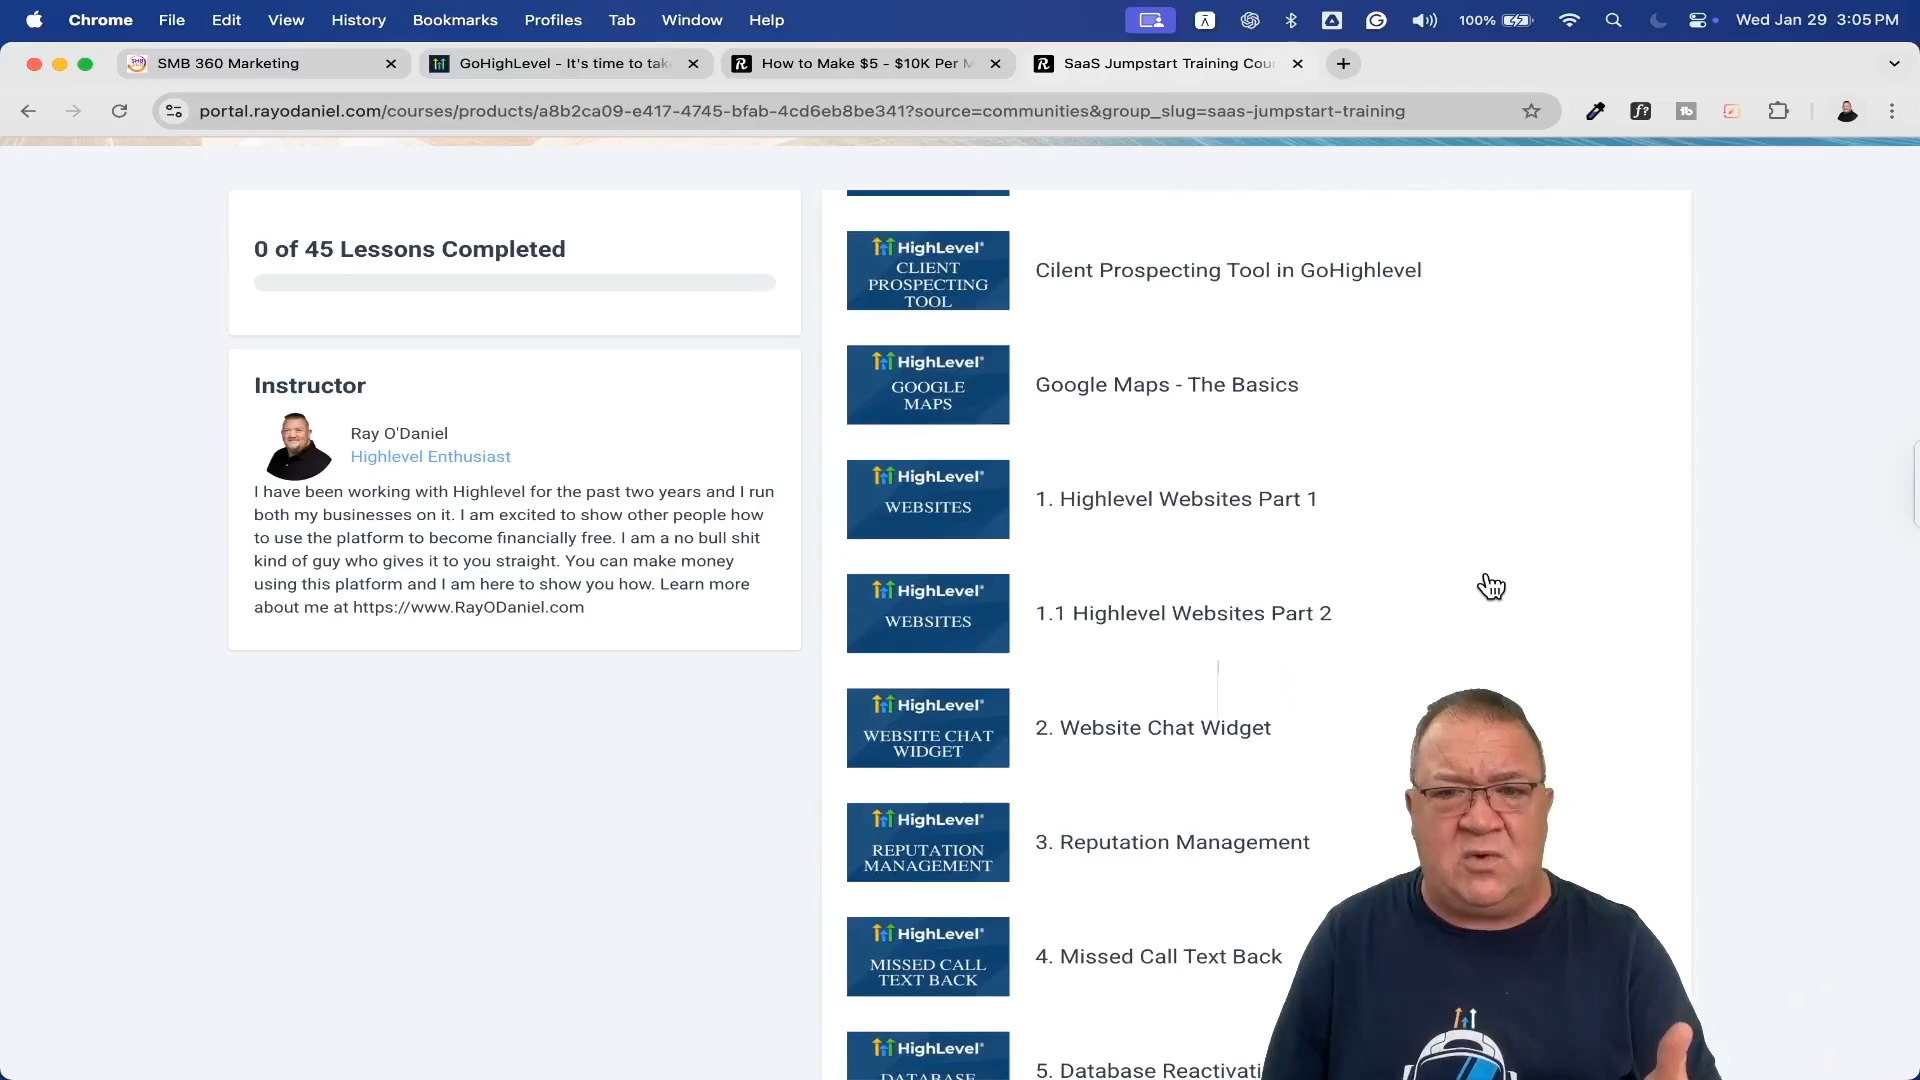 Chrome File Edit View History Bookmarks Profiles Tab Window Help 100% Wed Jan 29 3:05 PM
SMB 360 Marketing
GoHighLevel - It's time to tak
How to Make $5 - $10K Per M
SaaS Jumpstart Training Cou
portal.rayodaniel.com/courses/products/a8b2ca09-e417-4745-bfab-4cd6eb8be341?source=communities&group_slug=saas-jumpstart-training
0 of 45 Lessons Completed
Instructor
Ray O'Daniel
Highlevel Enthusiast
I have been working with Highlevel for the past two years and I run
both my businesses on it. I am excited to show other people how
to use the platform to become financially free. I am a no bull shit
kind of guy who gives it to you straight. You can make money
using this platform and I am here to show you how. Learn more
about me at https://www.RayODaniel.com
HighLevel
CLIENT
PROSPECTING
TOOL
Cilent Prospecting Tool in GoHighlevel
HighLevel
GOOGLE
MAPS
Google Maps - The Basics
HighLevel
WEBSITES
1. Highlevel Websites Part 1
HighLevel
WEBSITES
1.1 Highlevel Websites Part 2
HighLevel
WEBSITE CHAT
WIDGET
2. Website Chat Widget
HighLevel
REPUTATION
MANAGEMENT
3. Reputation Management
HighLevel
MISSED CALL
TEXT BACK
4. Missed Call Text Back
HighLevel
DATABASE
5. Database Reactivati